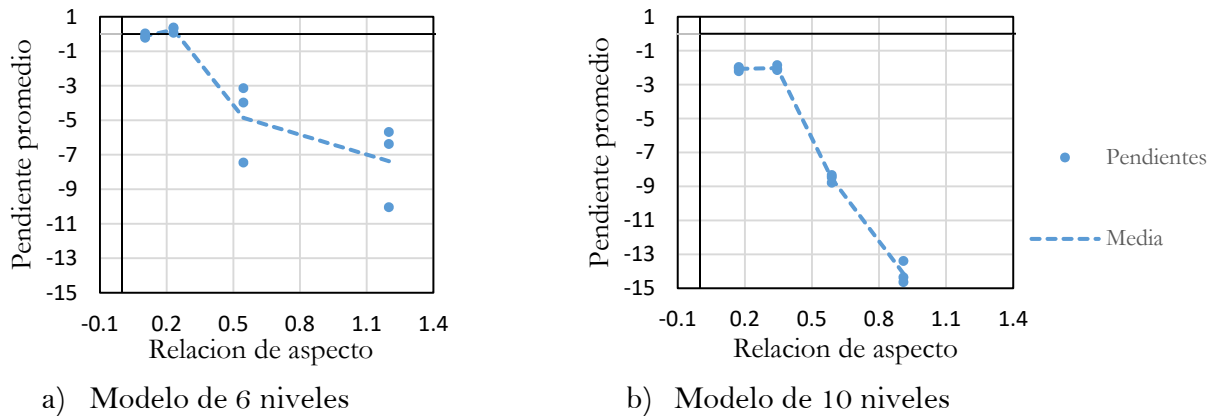 1
-1
-3
-5
-7
-9
-11
-13
-15
-0.1 0.2 0.5 0.8 1.1 1.4
Pendiente promedio
Relacion de aspecto
a) Modelo de 6 niveles
1
-1
-3
-5
-7
-9
-11
-13
-15
-0.1 0.2 0.5 0.8 1.1 1.4
Pendiente promedio
Relacion de aspecto
b) Modelo de 10 niveles
Pendientes
Media